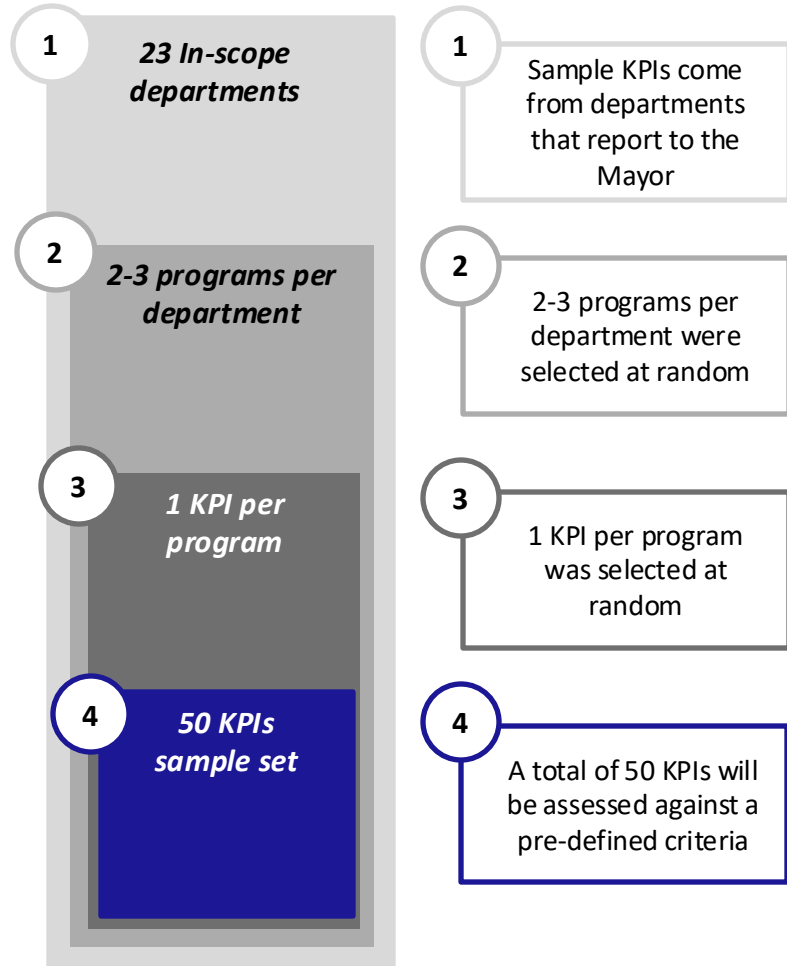 1
23 In-scope
departments
2
2-3 programs per
department
3
1 KPI per
program
4
50 KPIs
sample set
1
Sample KPIs come
from departments
that report to the
Mayor
2
2-3 programs per
department were
selected at random
3
1 KPI per program
was selected at
random
4
A total of 50 KPIs will
be assessed against a
pre-defined criteria